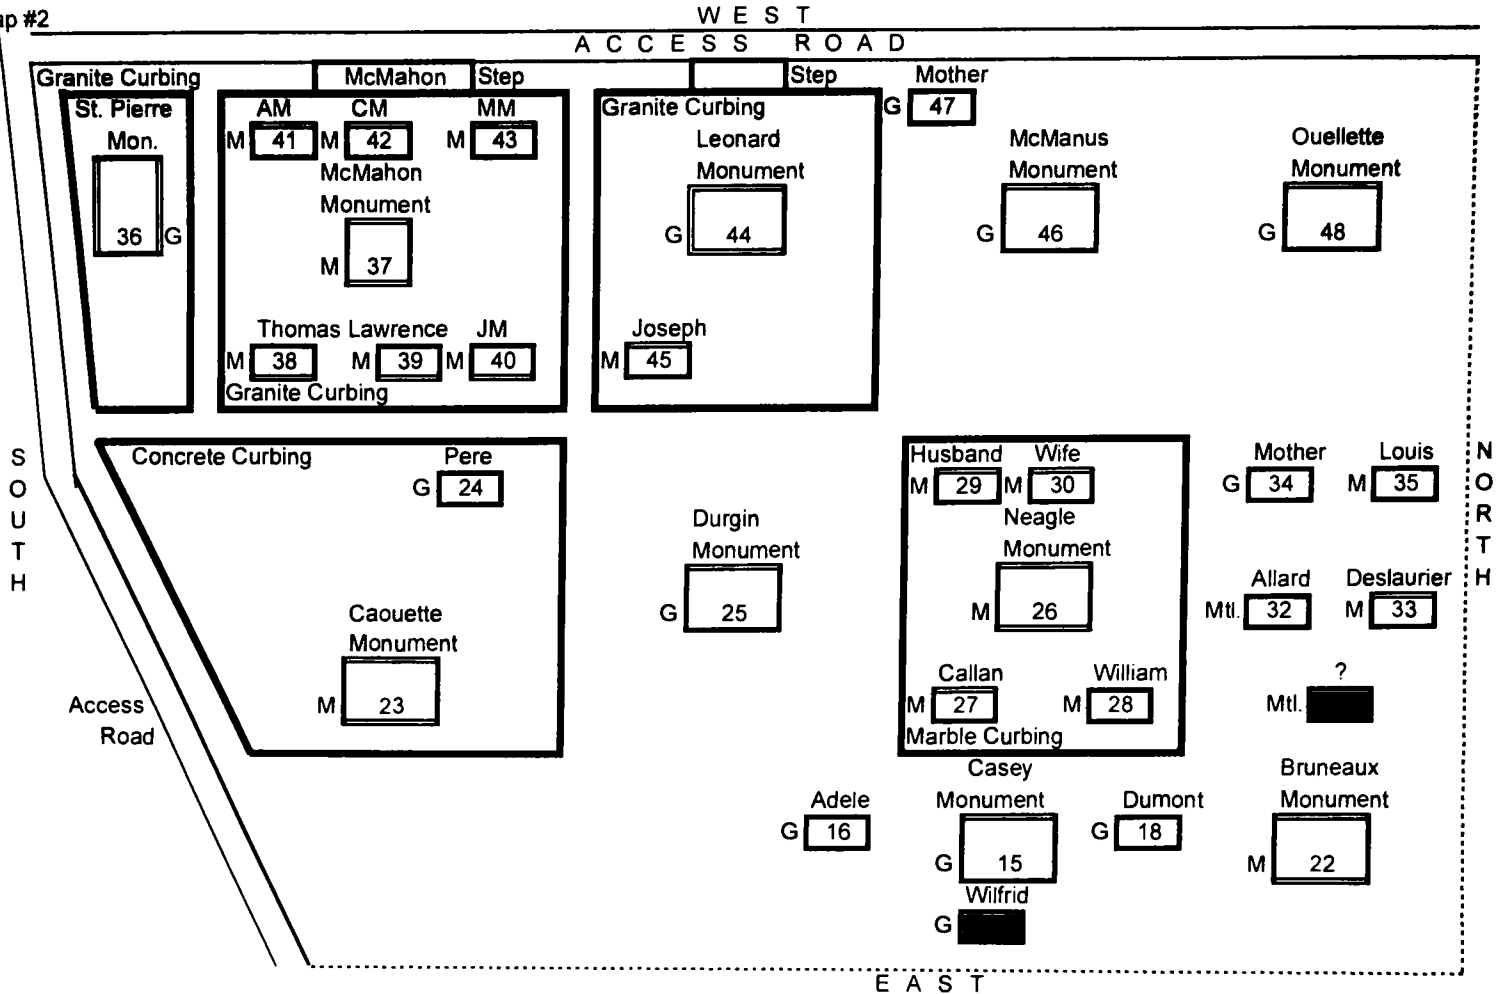 ap #2
W E S T
A C C E S S R O A D
Granite Curbing
McMahon Step
Step
Mother
G 47
St. Pierre
Mon.
36 G
AM CM MM
M 41 M 42 M 43
McMahon
Monument
M 37
Thomas Lawrence JM
M 38 M 39 M 40
Granite Curbing
Granite Curbing
Leonard
Monument
G 44
Joseph
M 45
McManus
Monument
G 46
Ouellette
Monument
G 48
SOUTH
NORTH
Concrete Curbing
Pere
G 24
Caouette
Monument
M 23
Access
Road
Durgin
Monument
G 25
Husband Wife
M 29 M 30
Neagle
Monument
M 26
Callan William
M 27 M 28
Marble Curbing
Mother Louis
G 34 M 35
Allard Deslaurier
Mtl. 32 M 33
?
Mtl.
Casey
Monument
G 15
Adele
G 16
Dumont
G 18
Bruneaux
Monument
M 22
Wilfrid
G
E A S T